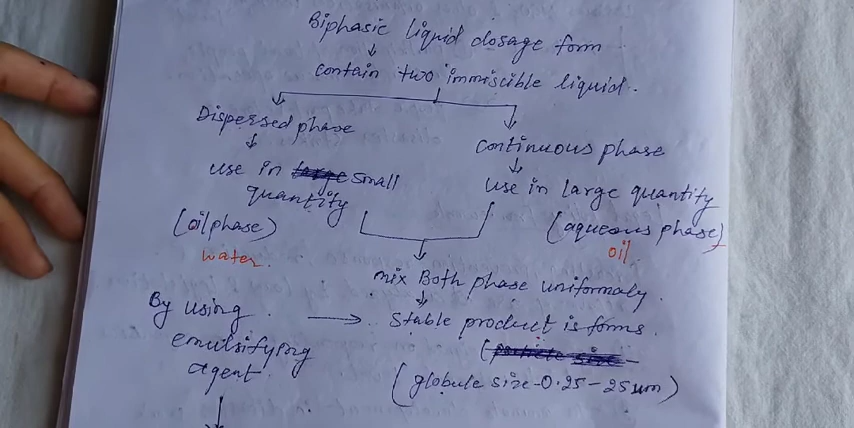 Biphasic liquid dosage form
contain two immiscible liquid.
Dispersed phase
Continuous phase
use in small
quantity
use in large quantity
(oil phase)
(aqueous phase)
water.
oil
mix Both phase uniformaly.
By using
emulsifying
agent
Stable product is forms.
(globule size - 0.25 - 25 um)